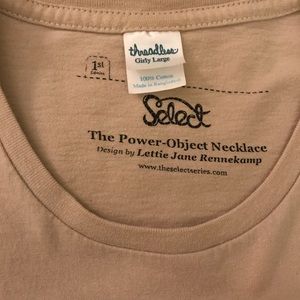 threadless
Girly Large
100% Cotton
Made in Bangladesh
1st
Edition
Select
The Power-Object Necklace
Design by Lettie Jane Rennekamp
www.theselectseries.com